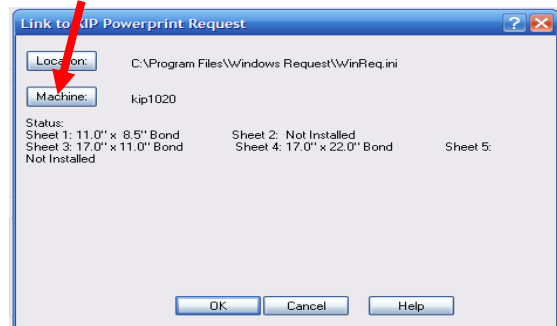 Link to KIP Powerprint Request
Location: C:\Program Files\Windows Request\WinReq.ini
Machine: kip1020
Status:
Sheet 1: 11.0" x 8.5" Bond Sheet 2: Not Installed
Sheet 3: 17.0" x 11.0" Bond Sheet 4: 17.0" x 22.0" Bond Sheet 5:
Not Installed
OK Cancel Help